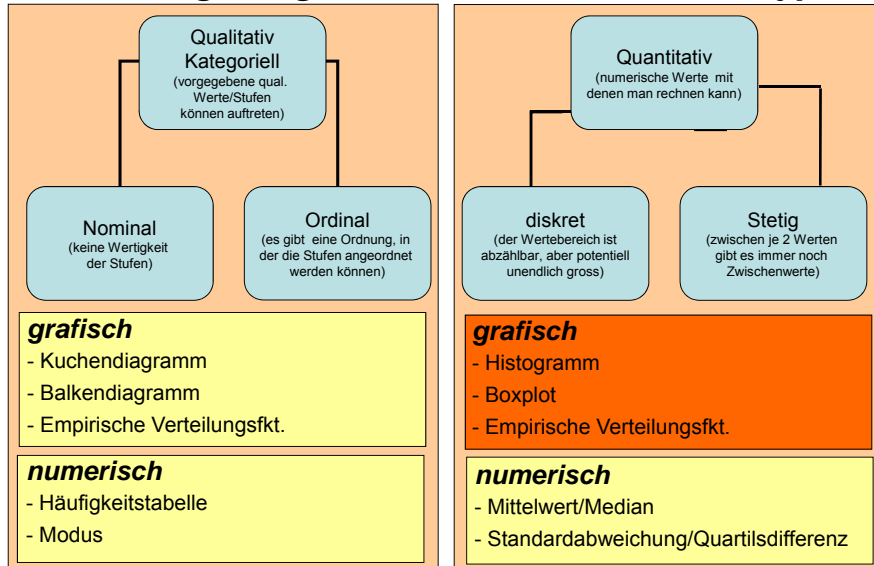 Qualitativ
Kategoriell
(vorgegebene qual.
Werte/Stufen
können auftreten)
Nominal
(keine Wertigkeit
der Stufen)
Ordinal
(es gibt eine Ordnung, in
der die Stufen angeordnet
werden können)
grafisch
- Kuchendiagramm
- Balkendiagramm
- Empirische Verteilungsfkt.
numerisch
- Häufigkeitstabelle
- Modus
Quantitativ
(numerische Werte mit
denen man rechnen kann)
diskret
(der Wertebereich ist
abzählbar, aber potentiell
unendlich gross)
Stetig
(zwischen je 2 Werten
gibt es immer noch
Zwischenwerte)
grafisch
- Histogramm
- Boxplot
- Empirische Verteilungsfkt.
numerisch
- Mittelwert/Median
- Standardabweichung/Quartilsdifferenz